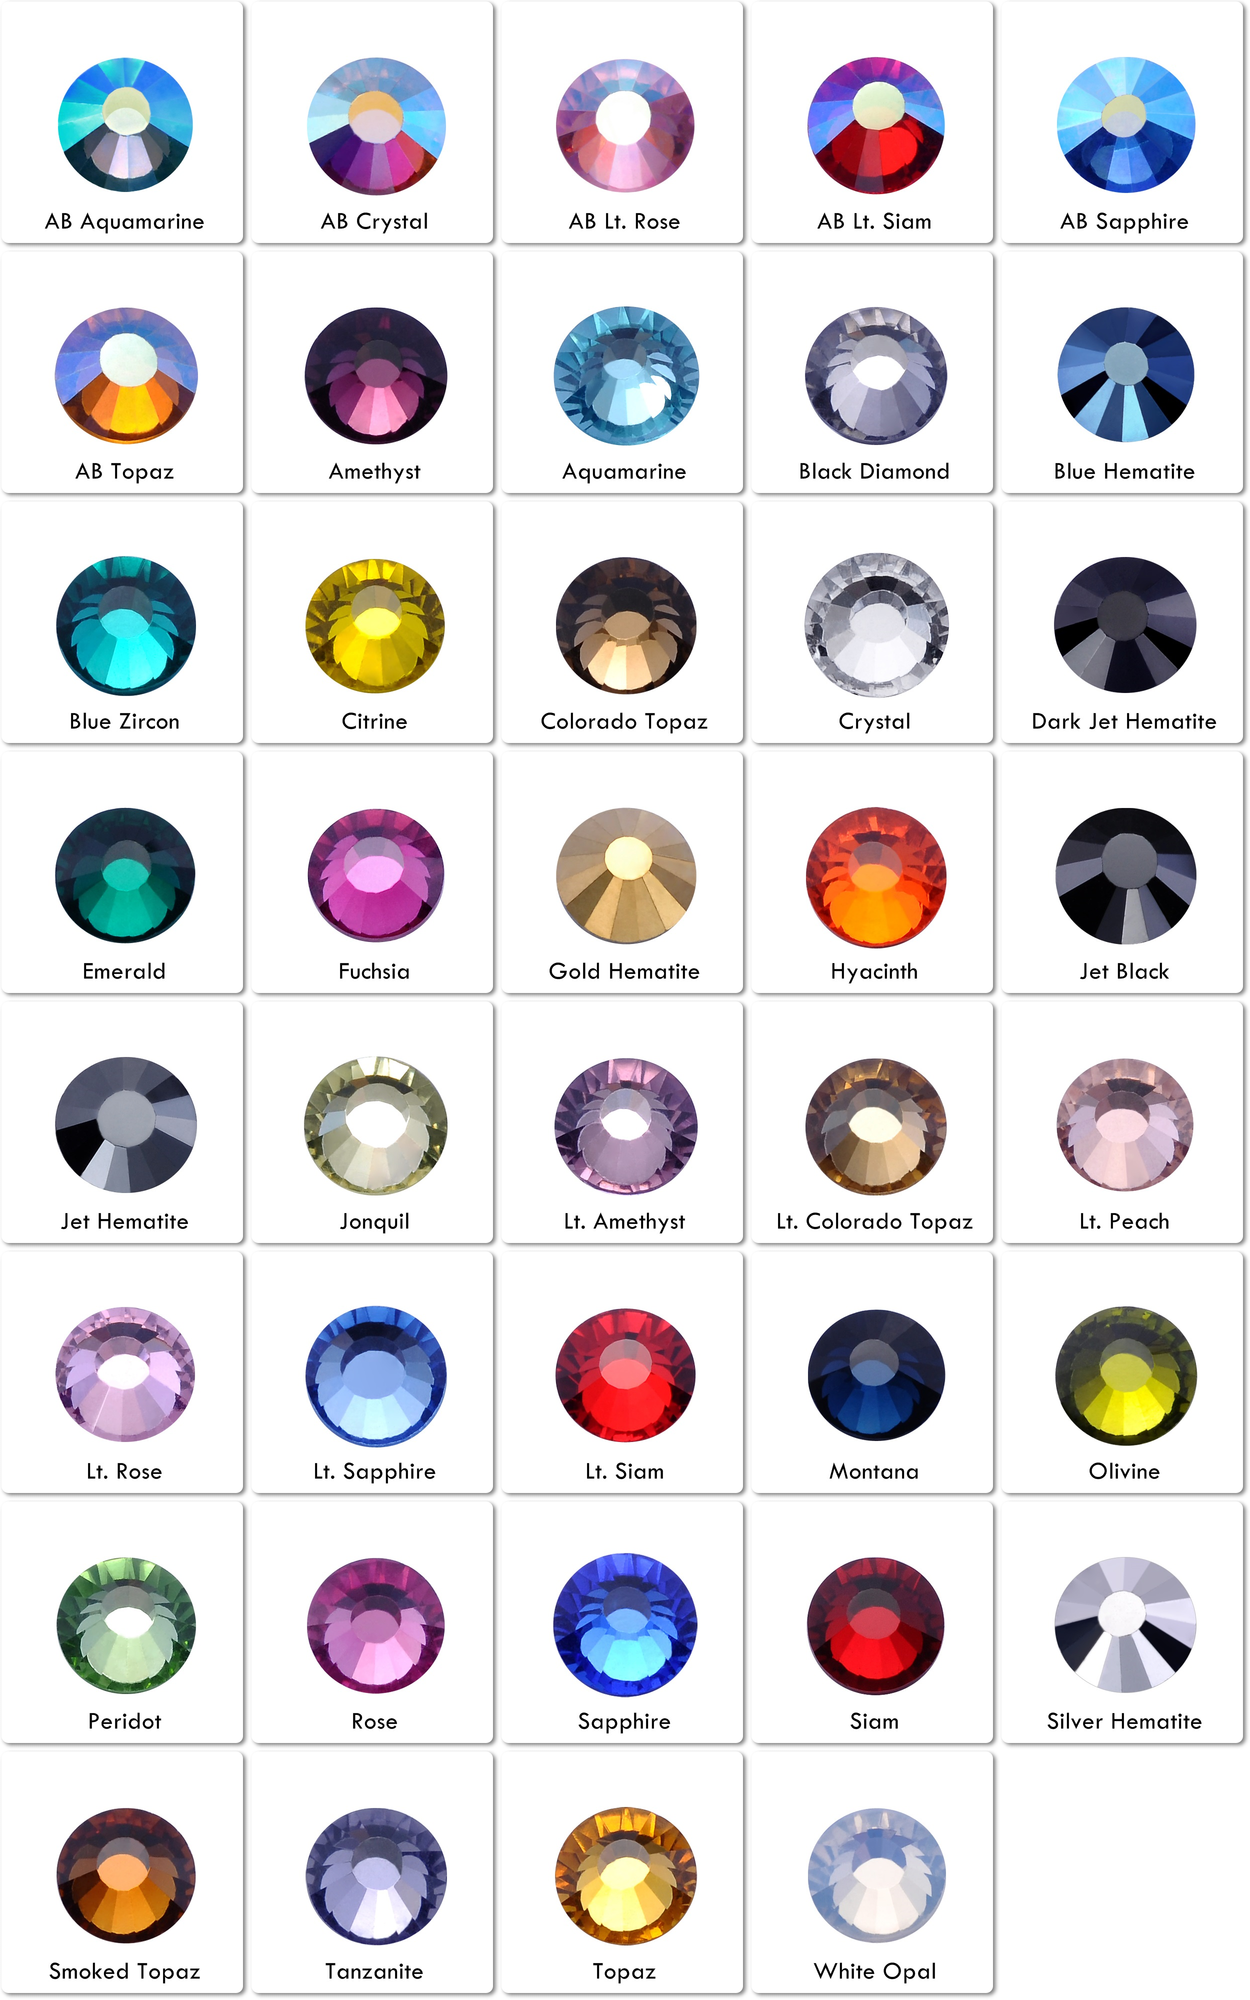 AB Aquamarine
AB Crystal
AB Lt. Rose
AB Lt. Siam
AB Sapphire
AB Topaz
Amethyst
Aquamarine
Black Diamond
Blue Hematite
Blue Zircon
Citrine
Colorado Topaz
Crystal
Dark Jet Hematite
Emerald
Fuchsia
Gold Hematite
Hyacinth
Jet Black
Jet Hematite
Jonquil
Lt. Amethyst
Lt. Colorado Topaz
Lt. Peach
Lt. Rose
Lt. Sapphire
Lt. Siam
Montana
Olivine
Peridot
Rose
Sapphire
Siam
Silver Hematite
Smoked Topaz
Tanzanite
Topaz
White Opal